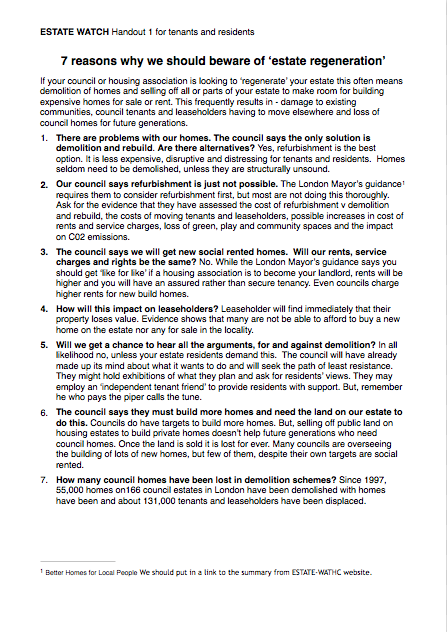 ESTATE WATCH Handout 1 for tenants and residents
7 reasons why we should beware of ‘estate regeneration’
If your council or housing association is looking to ‘regenerate’ your estate this often means
demolition of homes and selling off all or parts of your estate to make room for building
expensive homes for sale or rent. This frequently results in - damage to existing
communities, council tenants and leaseholders having to move elsewhere and loss of
council homes for future generations.
1. There are problems with our homes. The council says the only solution is
demolition and rebuild. Are there alternatives? Yes, refurbishment is the best
option. It is less expensive, disruptive and distressing for tenants and residents. Homes
seldom need to be demolished, unless they are structurally unsound.
2. Our council says refurbishment is just not possible. The London Mayor’s guidance¹
requires them to consider refurbishment first, but most are not doing this thoroughly.
Ask for the evidence that they have assessed the cost of refurbishment v demolition
and rebuild, the costs of moving tenants and leaseholders, possible increases in cost of
rents and service charges, loss of green, play and community spaces and the impact
on C02 emissions.
3. The council says we will get new social rented homes. Will our rents, service
charges and rights be the same? No. While the London Mayor’s guidance says you
should get ‘like for like’ if a housing association is to become your landlord, rents will be
higher and you will have an assured rather than secure tenancy. Even councils charge
higher rents for new build homes.
4. How will this impact on leaseholders? Leaseholder will find immediately that their
property loses value. Evidence shows that many are not be able to afford to buy a new
home on the estate nor any for sale in the locality.
5. Will we get a chance to hear all the arguments, for and against demolition? In all
likelihood no, unless your estate residents demand this. The council will have already
made up its mind about what it wants to do and will seek the path of least resistance.
They might hold exhibitions of what they plan and ask for residents’ views. They may
employ an ‘independent tenant friend’ to provide residents with support. But, remember
he who pays the piper calls the tune.
6. The council says they must build more homes and need the land on our estate to
do this. Councils do have targets to build more homes. But, selling off public land on
housing estates to build private homes doesn’t help future generations who need
council homes. Once the land is sold it is lost for ever. Many councils are overseeing
the building of lots of new homes, but few of them, despite their own targets are social
rented.
7. How many council homes have been lost in demolition schemes? Since 1997,
55,000 homes on166 council estates in London have been demolished with homes
have been and about 131,000 tenants and leaseholders have been displaced.
¹ Better Homes for Local People We should put in a link to the summary from ESTATE-WATHC website.